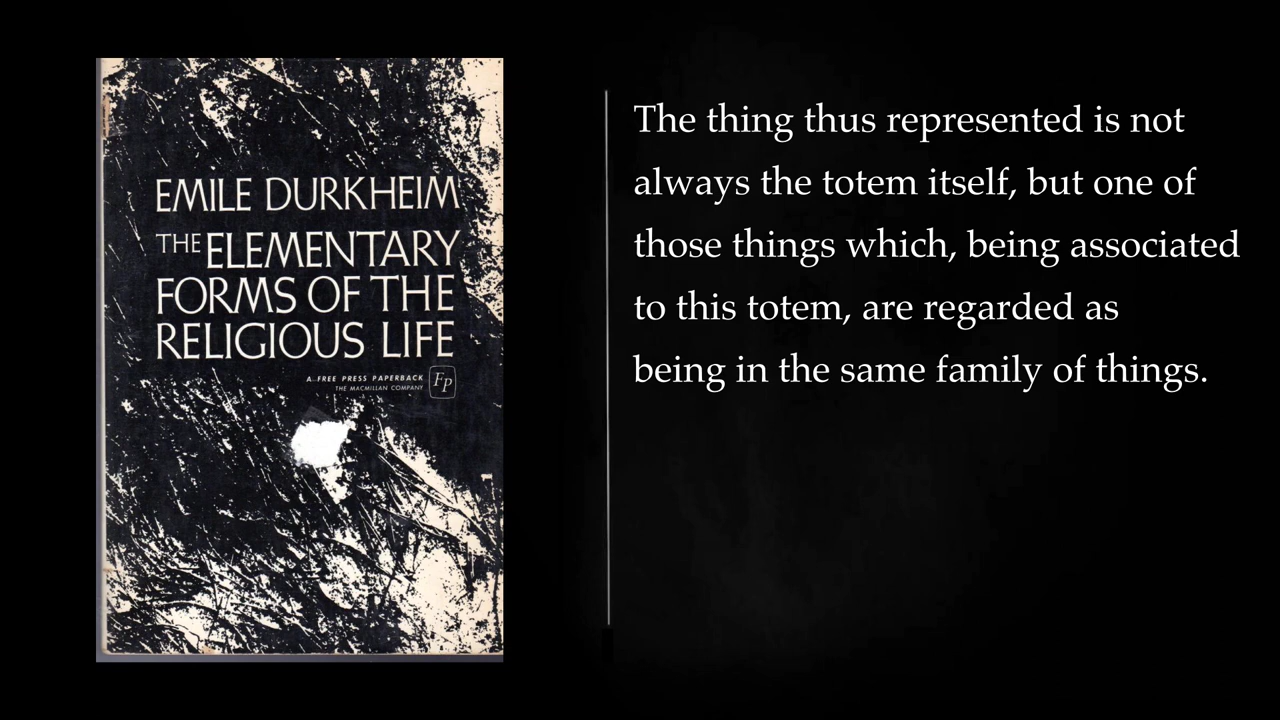 EMILE DURKHEIM
THE ELEMENTARY
FORMS OF THE
RELIGIOUS LIFE
A FREE PRESS PAPERBACK
THE MACMILLAN COMPANY
Fp
The thing thus represented is not
always the totem itself, but one of
those things which, being associated
to this totem, are regarded as
being in the same family of things.